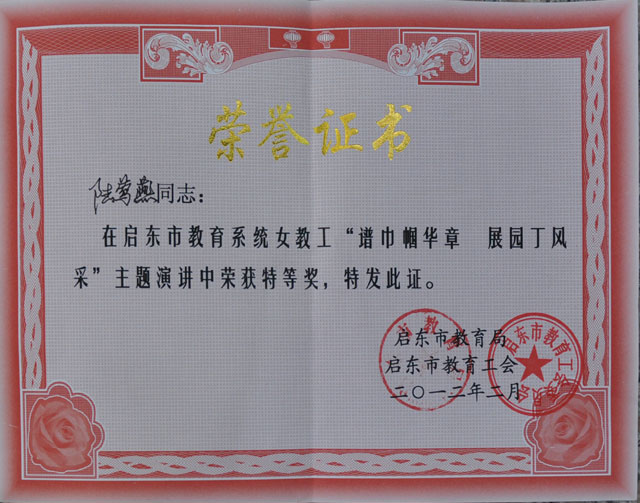 荣誉证书
陆莺燕同志：
在启东市教育系统女教工“谱巾帼华章 展园丁风
采”主题演讲中荣获特等奖，特发此证。
启东市教育局
启东市教育工会
二〇一二年二月